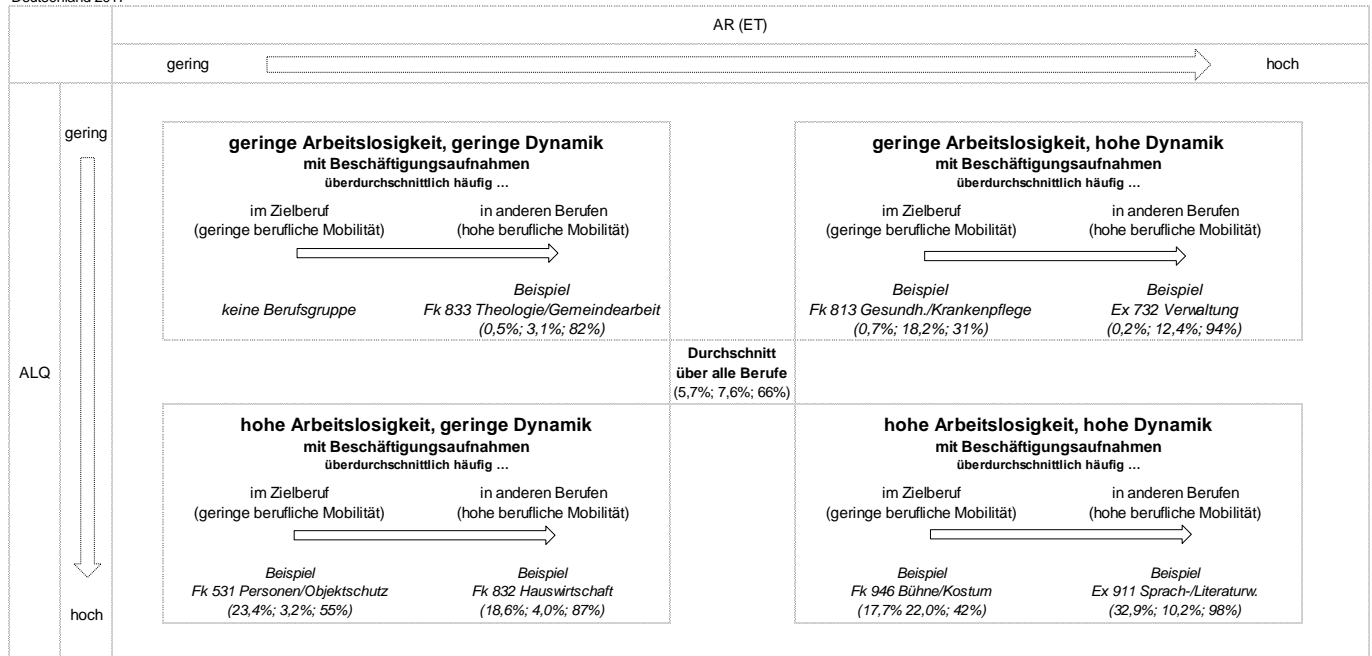 Deutschland 2017
AR (ET)
gering
hoch
gering
geringe Arbeitslosigkeit, geringe Dynamik
mit Beschäftigungsaufnahmen
überdurchschnittlich häufig ...
im Zielberuf
(geringe berufliche Mobilität)
in anderen Berufen
(hohe berufliche Mobilität)
keine Berufsgruppe
Beispiel
Fk 833 Theologie/Gemeindearbeit
(0,5%; 3,1%; 82%)
geringe Arbeitslosigkeit, hohe Dynamik
mit Beschäftigungsaufnahmen
überdurchschnittlich häufig ...
im Zielberuf
(geringe berufliche Mobilität)
in anderen Berufen
(hohe berufliche Mobilität)
Beispiel
Fk 813 Gesundh./Krankenpflege
(0,7%; 18,2%; 31%)
Beispiel
Ex 732 Verwaltung
(0,2%; 12,4%; 94%)
ALQ
Durchschnitt
über alle Berufe
(5,7%; 7,6%; 66%)
hohe Arbeitslosigkeit, geringe Dynamik
mit Beschäftigungsaufnahmen
überdurchschnittlich häufig ...
im Zielberuf
(geringe berufliche Mobilität)
in anderen Berufen
(hohe berufliche Mobilität)
Beispiel
Fk 531 Personen/Objektschutz
(23,4%; 3,2%; 55%)
Beispiel
Fk 832 Hauswirtschaft
(18,6%; 4,0%; 87%)
hohe Arbeitslosigkeit, hohe Dynamik
mit Beschäftigungsaufnahmen
überdurchschnittlich häufig ...
im Zielberuf
(geringe berufliche Mobilität)
in anderen Berufen
(hohe berufliche Mobilität)
Beispiel
Fk 946 Bühne/Kostum
(17,7% 22,0%; 42%)
Beispiel
Ex 911 Sprach-/Literaturw.
(32,9%; 10,2%; 98%)
hoch